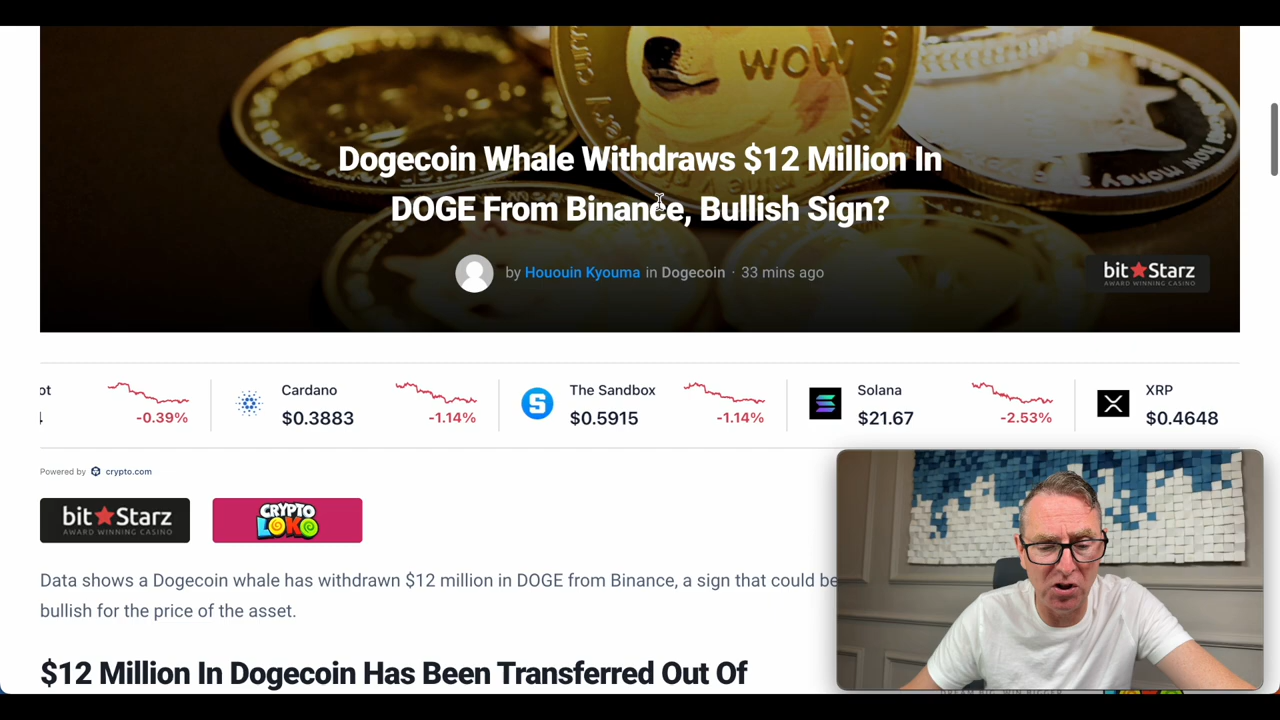 WOW
Dogecoin Whale Withdraws $12 Million In
DOGE From Binance, Bullish Sign?
by Hououin Kyouma in Dogecoin · 33 mins ago
bit★Starz
AWARD WINNING CASINO
ot
-0.39%
Cardano
$0.3883
-1.14%
The Sandbox
$0.5915
-1.14%
Solana
$21.67
-2.53%
XRP
$0.4648
Powered by crypto.com
bit★Starz
AWARD WINNING CASINO
CRYPTO
LOKO
Data shows a Dogecoin whale has withdrawn $12 million in DOGE from Binance, a sign that could be
bullish for the price of the asset.
$12 Million In Dogecoin Has Been Transferred Out Of